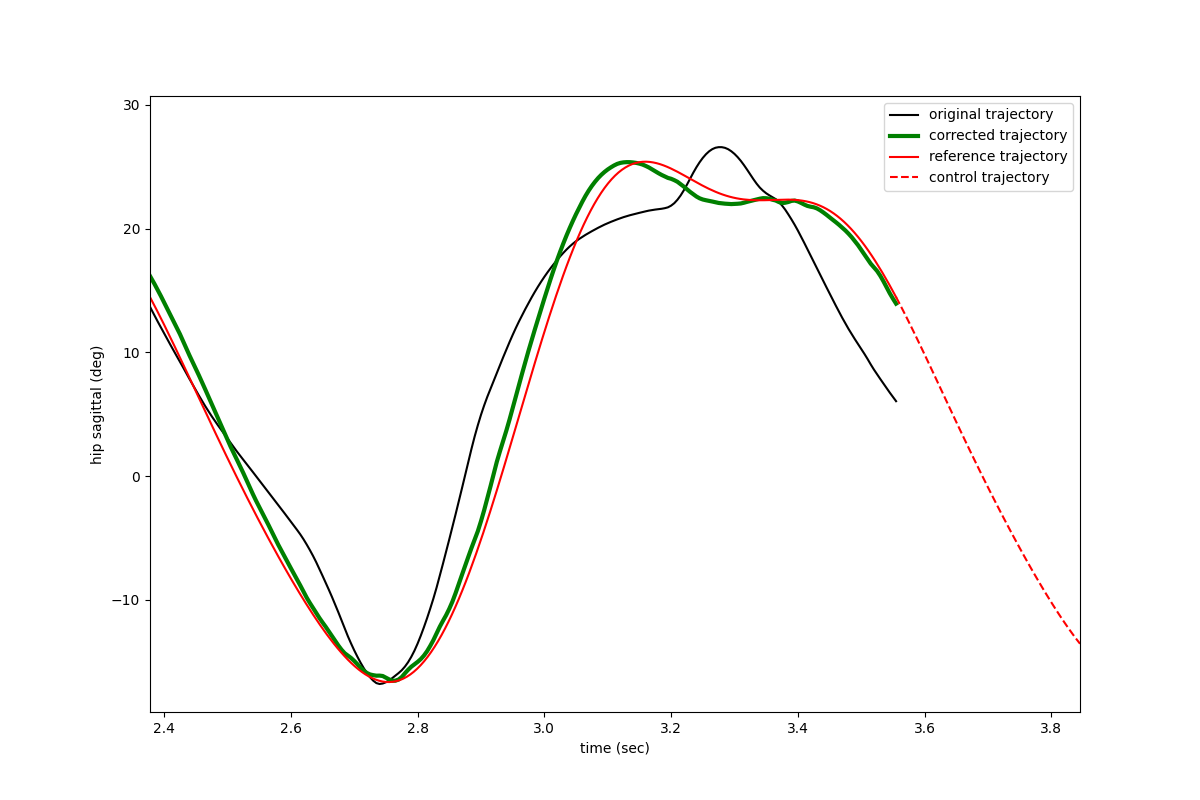 30
20
10
0
−10
2.4 2.6 2.8 3.0 3.2 3.4 3.6 3.8
time (sec)
hip sagittal (deg)
original trajectory
corrected trajectory
reference trajectory
control trajectory